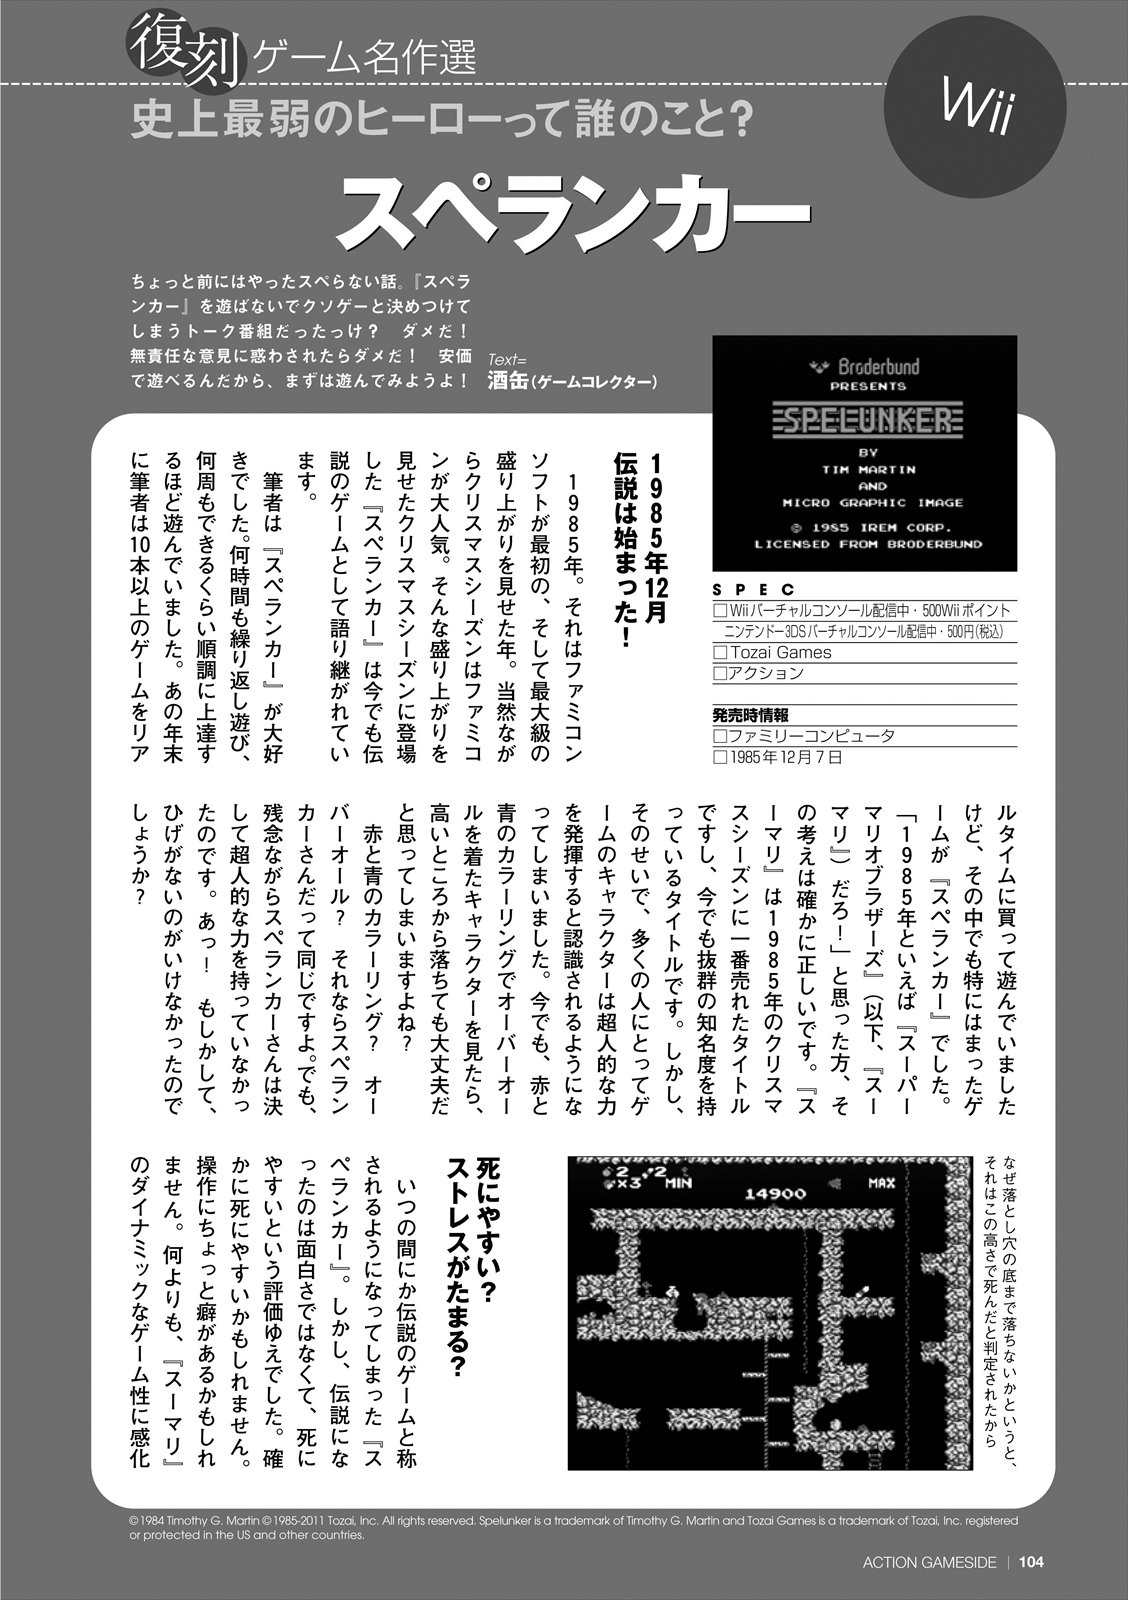 復刻ゲーム名作選
Wii
史上最弱のヒーローって誰のこと?
スペランカー
ちょっと前にはやったスペらない話。『スペラ
ンカー』を遊ばないでクソゲーと決めつけて
しまうトーク番組だったっけ? ダメだ!
無責任な意見に惑わされたらダメだ! 安価
で遊べるんだから、まずは遊んでみようよ!
Text=
酒缶(ゲームコレクター)
Broderbund
PRESENTS
SPELUNKER
BY
TIM MARTIN
AND
MICRO GRAPHIC IMAGE
© 1985 IREM CORP.
LICENSED FROM BRODERBUND
SPEC
□Wiiバーチャルコンソール配信中・500Wiiポイント
ニンテンドー3DSバーチャルコンソール配信中・500円(税込)
□Tozai Games
□アクション
発売時情報
□ファミリーコンピュータ
□1985年12月7日
1985年12月
伝説は始まった!
1985年。それはファミコン
ソフトが最初の、そして最大級の
盛り上がりを見せた年。当然なが
らクリスマスシーズンはファミコ
ンが大人気。そんな盛り上がりを
見せたクリスマスシーズンに登場
した『スペランカー』は今でも伝
説のゲームとして語り継がれてい
ます。
筆者は『スペランカー』が大好
きでした。何時間も繰り返し遊び、
何周もできるくらい順調に上達す
るほど遊んでいました。あの年末
に筆者は10本以上のゲームをリア
ルタイムに買って遊んでいました
けど、その中でも特にはまったゲ
ームが『スペランカー』でした。
「1985年といえば『スーパー
マリオブラザーズ』(以下、『スー
マリ』)だろ!」と思った方、そ
の考えは確かに正しいです。『ス
ーマリ』は1985年のクリスマ
スシーズンに一番売れたタイトル
ですし、今でも抜群の知名度を持
っているタイトルです。しかし、
そのせいで、多くの人にとってゲ
ームのキャラクターは超人的な力
を発揮すると認識されるようにな
ってしまいました。今でも、赤と
青のカラーリングでオーバーオー
ルを着たキャラクターを見たら、
高いところから落ちても大丈夫だ
と思ってしまいますよね?
赤と青のカラーリング? オー
バーオール? それならスペラン
カーさんだって同じですよ。でも、
残念ながらスペランカーさんは決
して超人的な力を持っていなかっ
たのです。あっ! もしかして、
ひげがないのがいけなかったので
しょうか?
なぜ落とし穴の底まで落ちないかというと、
それはこの高さで死んだと判定されたから
2 2
×3 MIN MAX
14900
死にやすい?
ストレスがたまる?
いつの間にか伝説のゲームと称
されるようになってしまった『ス
ペランカー』。しかし、伝説にな
ったのは面白さではなくて、死に
やすいという評価ゆえでした。確
かに死にやすいかもしれません。
操作にちょっと癖があるかもしれ
ません。何よりも、『スーマリ』
のダイナミックなゲーム性に感化
©1984 Timothy G. Martin ©1985-2011 Tozai, Inc. All rights reserved. Spelunker is a trademark of Timothy G. Martin and Tozai Games is a trademark of Tozai, Inc. registered
or protected in the US and other countries.
ACTION GAMESIDE | 104